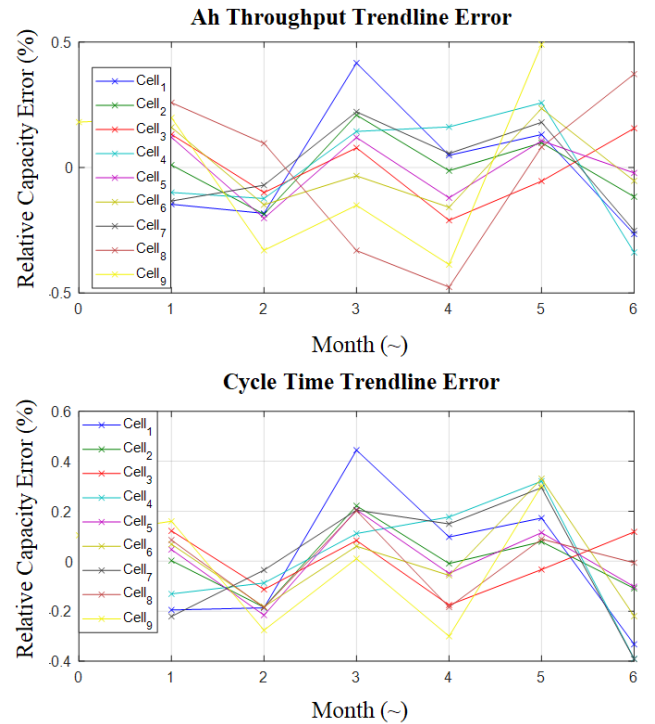 Ah Throughput Trendline Error
Relative Capacity Error (%)
0.5
0
-0.5
Cell1
Cell2
Cell3
Cell4
Cell5
Cell6
Cell7
Cell8
Cell9
0 1 2 3 4 5 6
Month (~)
Cycle Time Trendline Error
Relative Capacity Error (%)
0.6
0.4
0.2
0
-0.2
-0.4
Cell1
Cell2
Cell3
Cell4
Cell5
Cell6
Cell7
Cell8
Cell9
0 1 2 3 4 5 6
Month (~)